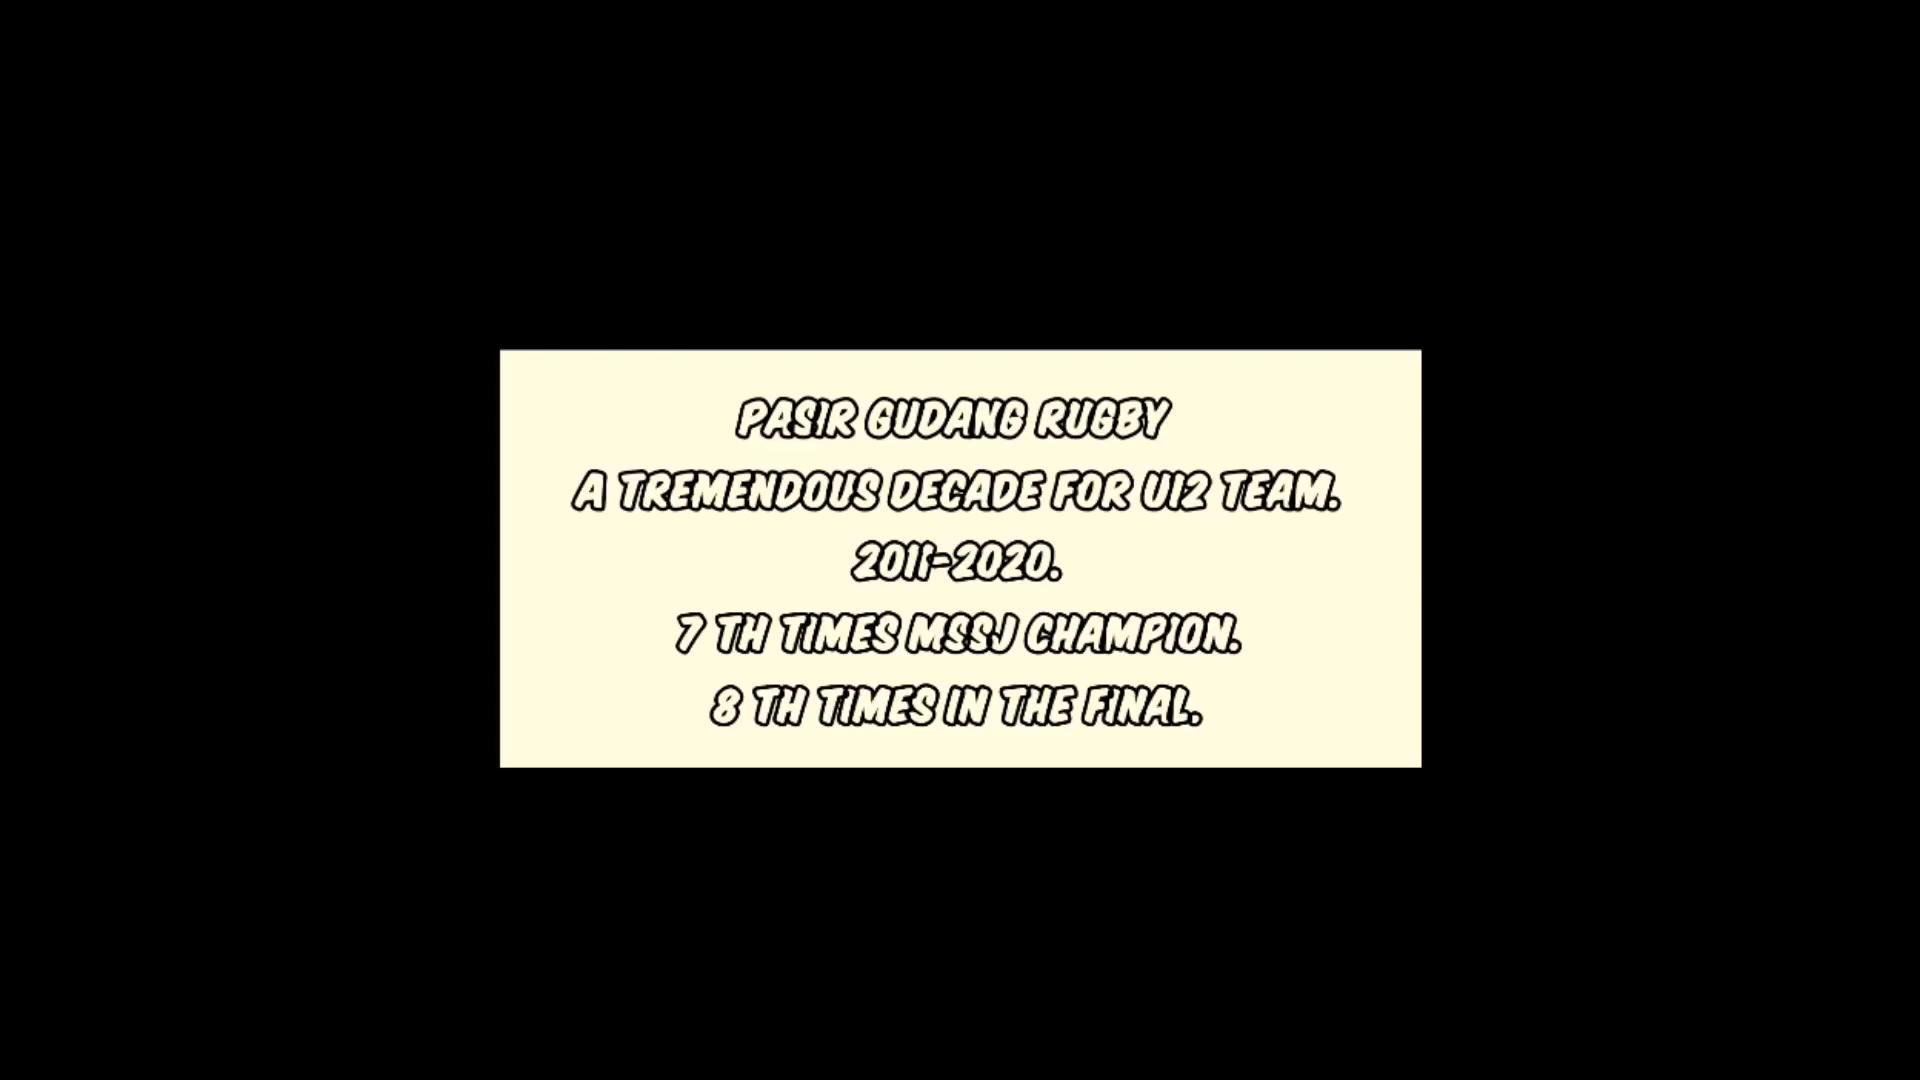 PASIR GUDANG RUGBY
A TREMENDOUS DECADE FOR U12 TEAM.
2011-2020.
7 TH TIMES MSSJ CHAMPION.
8 TH TIMES IN THE FINAL.